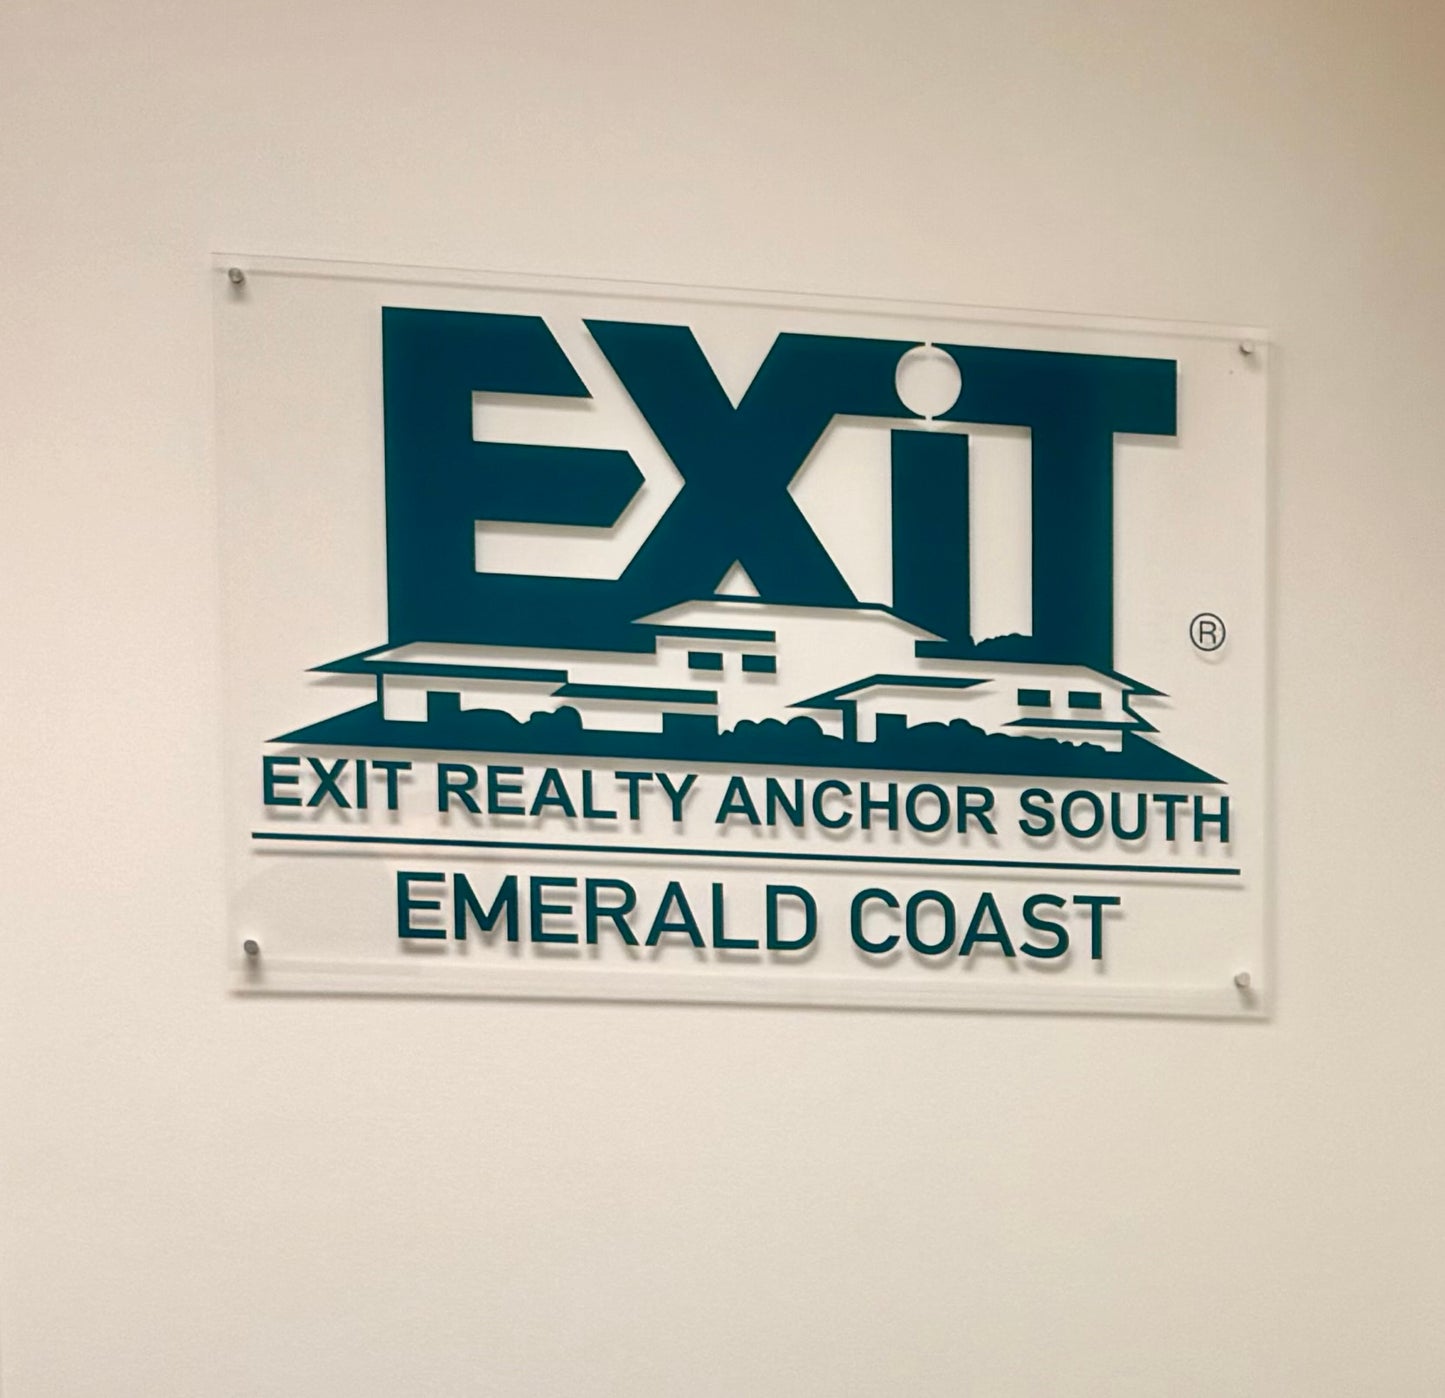 EXiT
®
EXIT REALTY ANCHOR SOUTH
EMERALD COAST